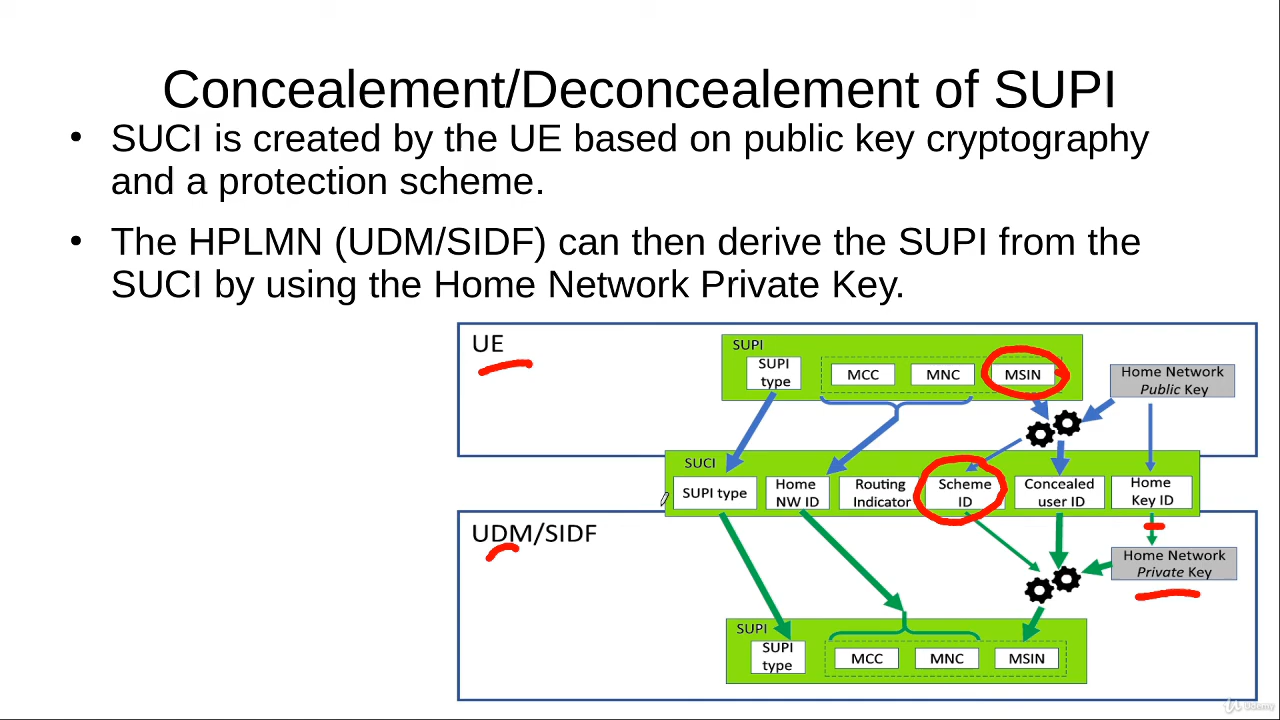 Concealement/Deconcealement of SUPI
• SUCI is created by the UE based on public key cryptography
and a protection scheme.
• The HPLMN (UDM/SIDF) can then derive the SUPI from the
SUCI by using the Home Network Private Key.
UE
SUPI
SUPI
type
MCC
MNC
MSIN
Home Network
Public Key
SUCI
SUPI type
Home
NW ID
Routing
Indicator
Scheme
ID
Concealed
user ID
Home
Key ID
UDM/SIDF
Home Network
Private Key
SUPI
SUPI
type
MCC
MNC
MSIN
Udemy